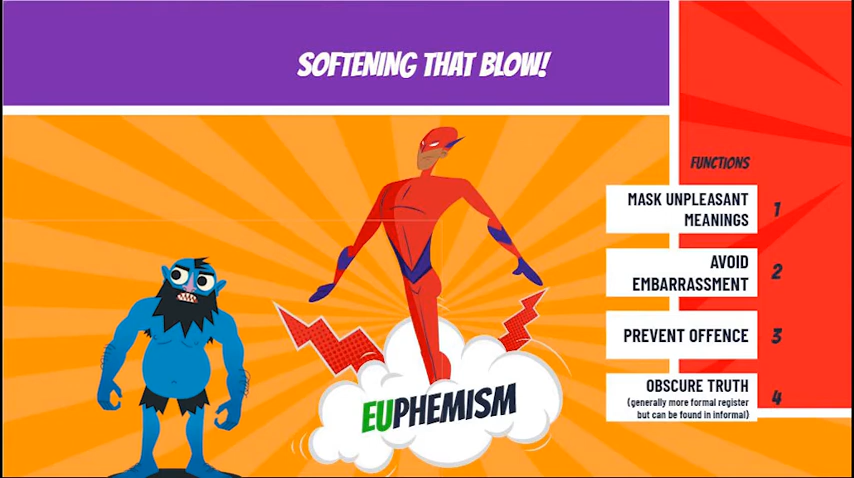 SOFTENING THAT BLOW!
FUNCTIONS
MASK UNPLEASANT
MEANINGS
1
AVOID
EMBARRASSMENT
2
PREVENT OFFENCE
3
OBSCURE TRUTH
(generally more formal register
but can be found in informal)
4
EUPHEMISM